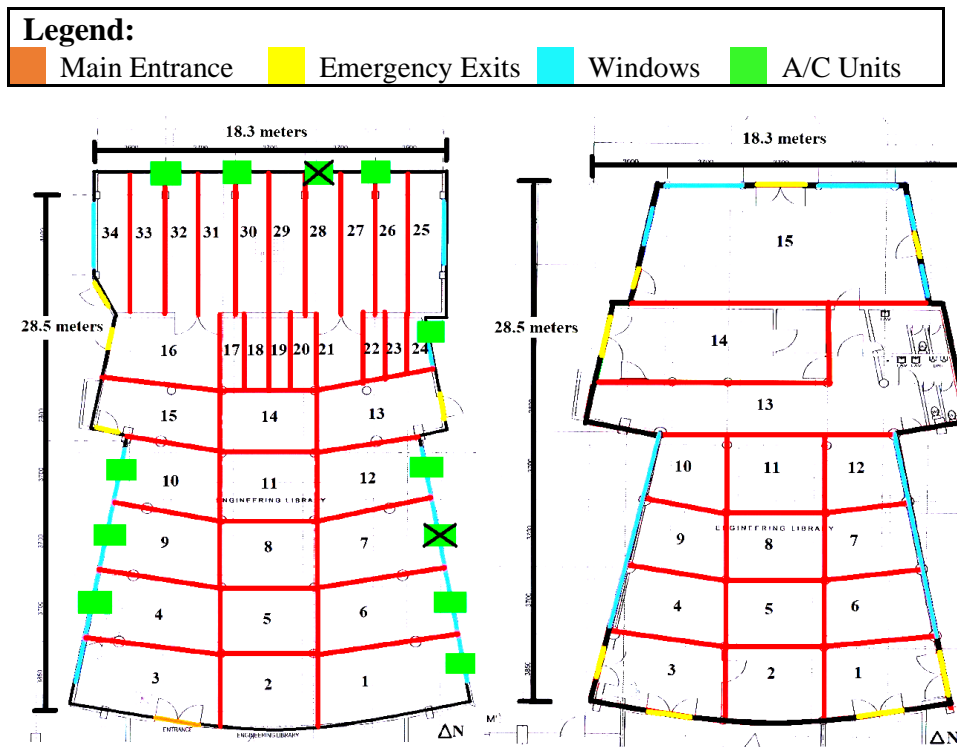 Legend:
Main Entrance Emergency Exits Windows A/C Units
18.3 meters
18.3 meters
34 33 32 31 30 29 28 27 26 25
28.5 meters
16 17 18 19 20 21 22 23 24
15 14 13
10 11 12
ENGINEERING LIBRARY
9 8 7
4 5 6
3 2 1
ENTRANCE
ENGINEERING LIBRARY
△N
15
28.5 meters
14
13
10 11 12
ENGINEERING LIBRARY
9 8 7
4 5 6
3 2 1
△N